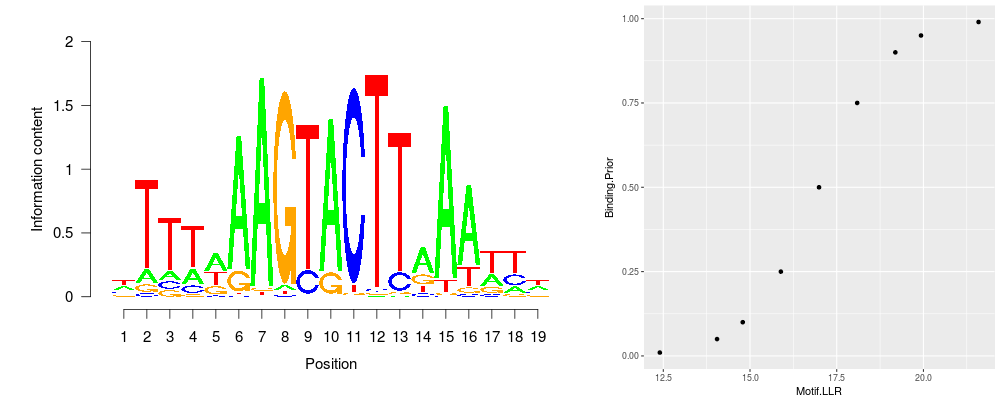 2
1.5
1
0.5
0
Information content
1 2 3 4 5 6 7 8 9 10 11 12 13 14 15 16 17 18 19
Position
T T T A A A G T A C T T A A A T T T
1.00
0.75
0.50
0.25
0.00
Binding.Prior
12.5 15.0 17.5 20.0
Motif.LLR